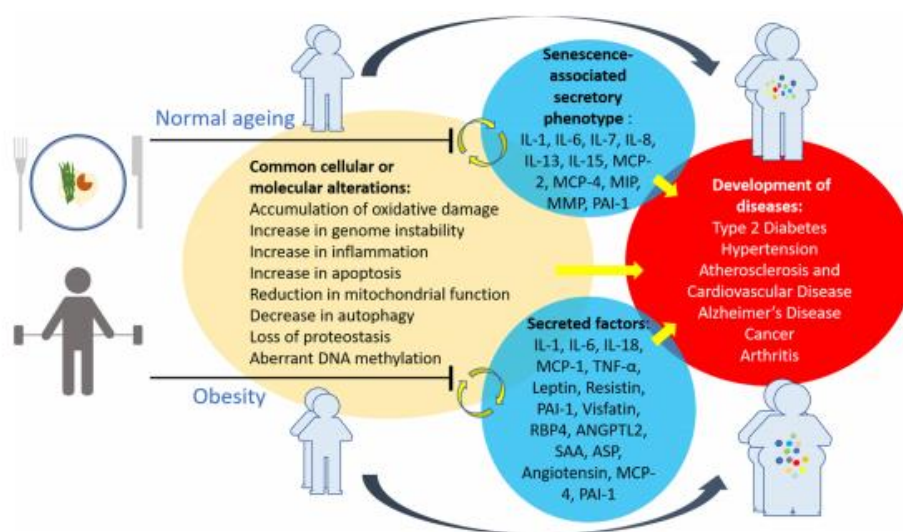 Normal ageing
Common cellular or
molecular alterations:
Accumulation of oxidative damage
Increase in genome instability
Increase in inflammation
Increase in apoptosis
Reduction in mitochondrial function
Decrease in autophagy
Loss of proteostasis
Aberrant DNA methylation
Obesity
Senescence-
associated
secretory
phenotype :
IL-1, IL-6, IL-7, IL-8,
IL-13, IL-15, MCP-
2, MCP-4, MIP,
MMP, PAI-1
Secreted factors:
IL-1, IL-6, IL-18,
MCP-1, TNF-α,
Leptin, Resistin,
PAI-1, Visfatin,
RBP4, ANGPTL2,
SAA, ASP,
Angiotensin, MCP-
4, PAI-1
Development of
diseases:
Type 2 Diabetes
Hypertension
Atherosclerosis and
Cardiovascular Disease
Alzheimer's Disease
Cancer
Arthritis